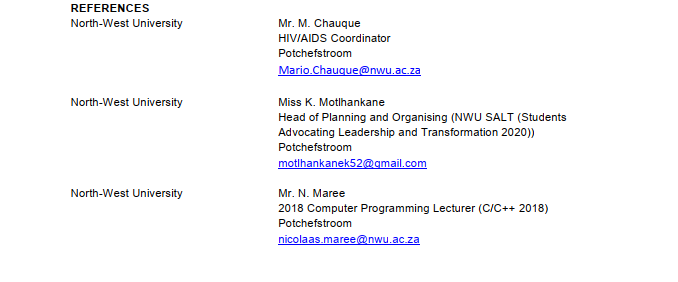 REFERENCES
North-West University Mr. M. Chauque
HIV/AIDS Coordinator
Potchefstroom
Mario.Chauque@nwu.ac.za
North-West University Miss K. Motlhankane
Head of Planning and Organising (NWU SALT (Students
Advocating Leadership and Transformation 2020))
Potchefstroom
motlhankanek52@gmail.com
North-West University Mr. N. Maree
2018 Computer Programming Lecturer (C/C++ 2018)
Potchefstroom
nicolaas.maree@nwu.ac.za